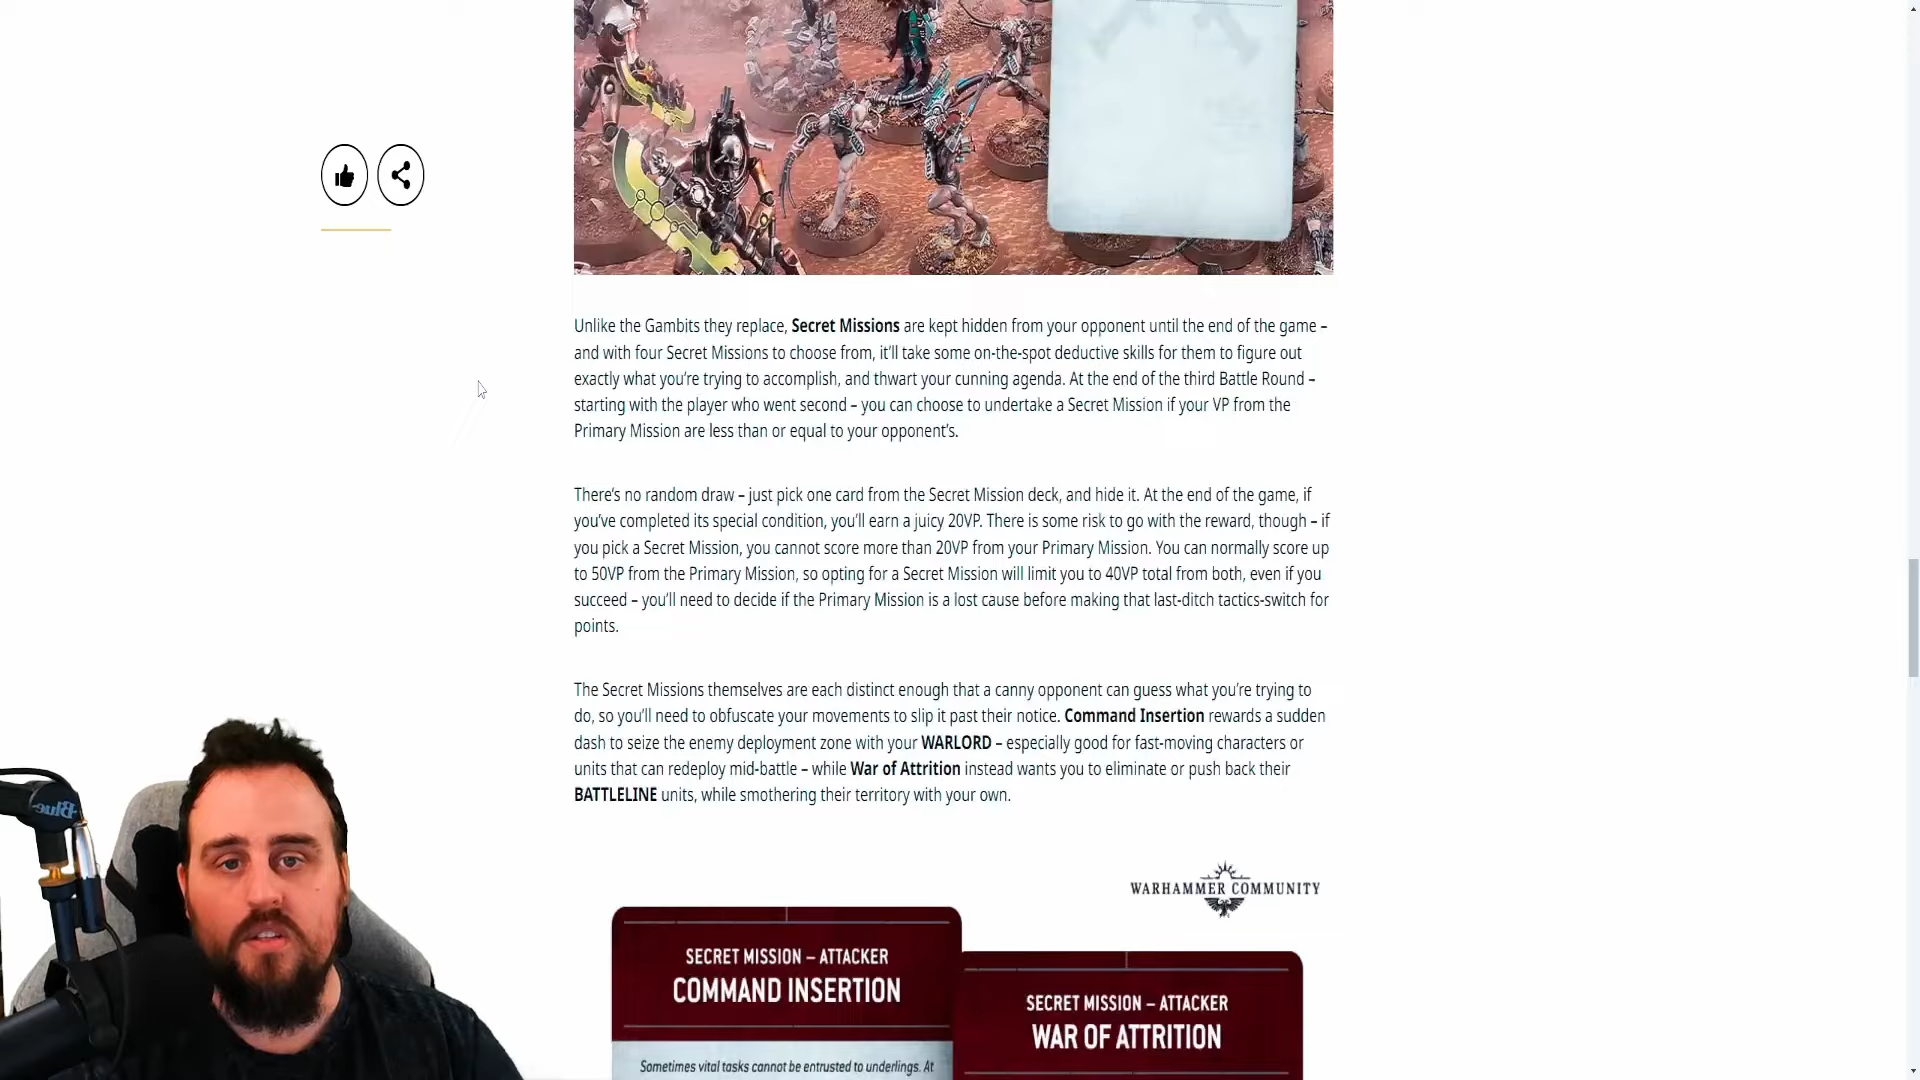 Unlike the Gambits they replace, Secret Missions are kept hidden from your opponent until the end of the game –
and with four Secret Missions to choose from, it’ll take some on-the-spot deductive skills for them to figure out
exactly what you’re trying to accomplish, and thwart your cunning agenda. At the end of the third Battle Round –
starting with the player who went second – you can choose to undertake a Secret Mission if your VP from the
Primary Mission are less than or equal to your opponent’s.
There’s no random draw – just pick one card from the Secret Mission deck, and hide it. At the end of the game, if
you’ve completed its special condition, you’ll earn a juicy 20VP. There is some risk to go with the reward, though – if
you pick a Secret Mission, you cannot score more than 20VP from your Primary Mission. You can normally score up
to 50VP from the Primary Mission, so opting for a Secret Mission will limit you to 40VP total from both, even if you
succeed – you’ll need to decide if the Primary Mission is a lost cause before making that last-ditch tactics-switch for
points.
The Secret Missions themselves are each distinct enough that a canny opponent can guess what you’re trying to
do, so you’ll need to obfuscate your movements to slip it past their notice. Command Insertion rewards a sudden
dash to seize the enemy deployment zone with your WARLORD – especially good for fast-moving characters or
units that can redeploy mid-battle – while War of Attrition instead wants you to eliminate or push back their
BATTLELINE units, while smothering their territory with your own.
WARHAMMER COMMUNITY
SECRET MISSION – ATTACKER
COMMAND INSERTION
SECRET MISSION – ATTACKER
WAR OF ATTRITION
Sometimes vital tasks cannot be entrusted to underlings. At
Blue